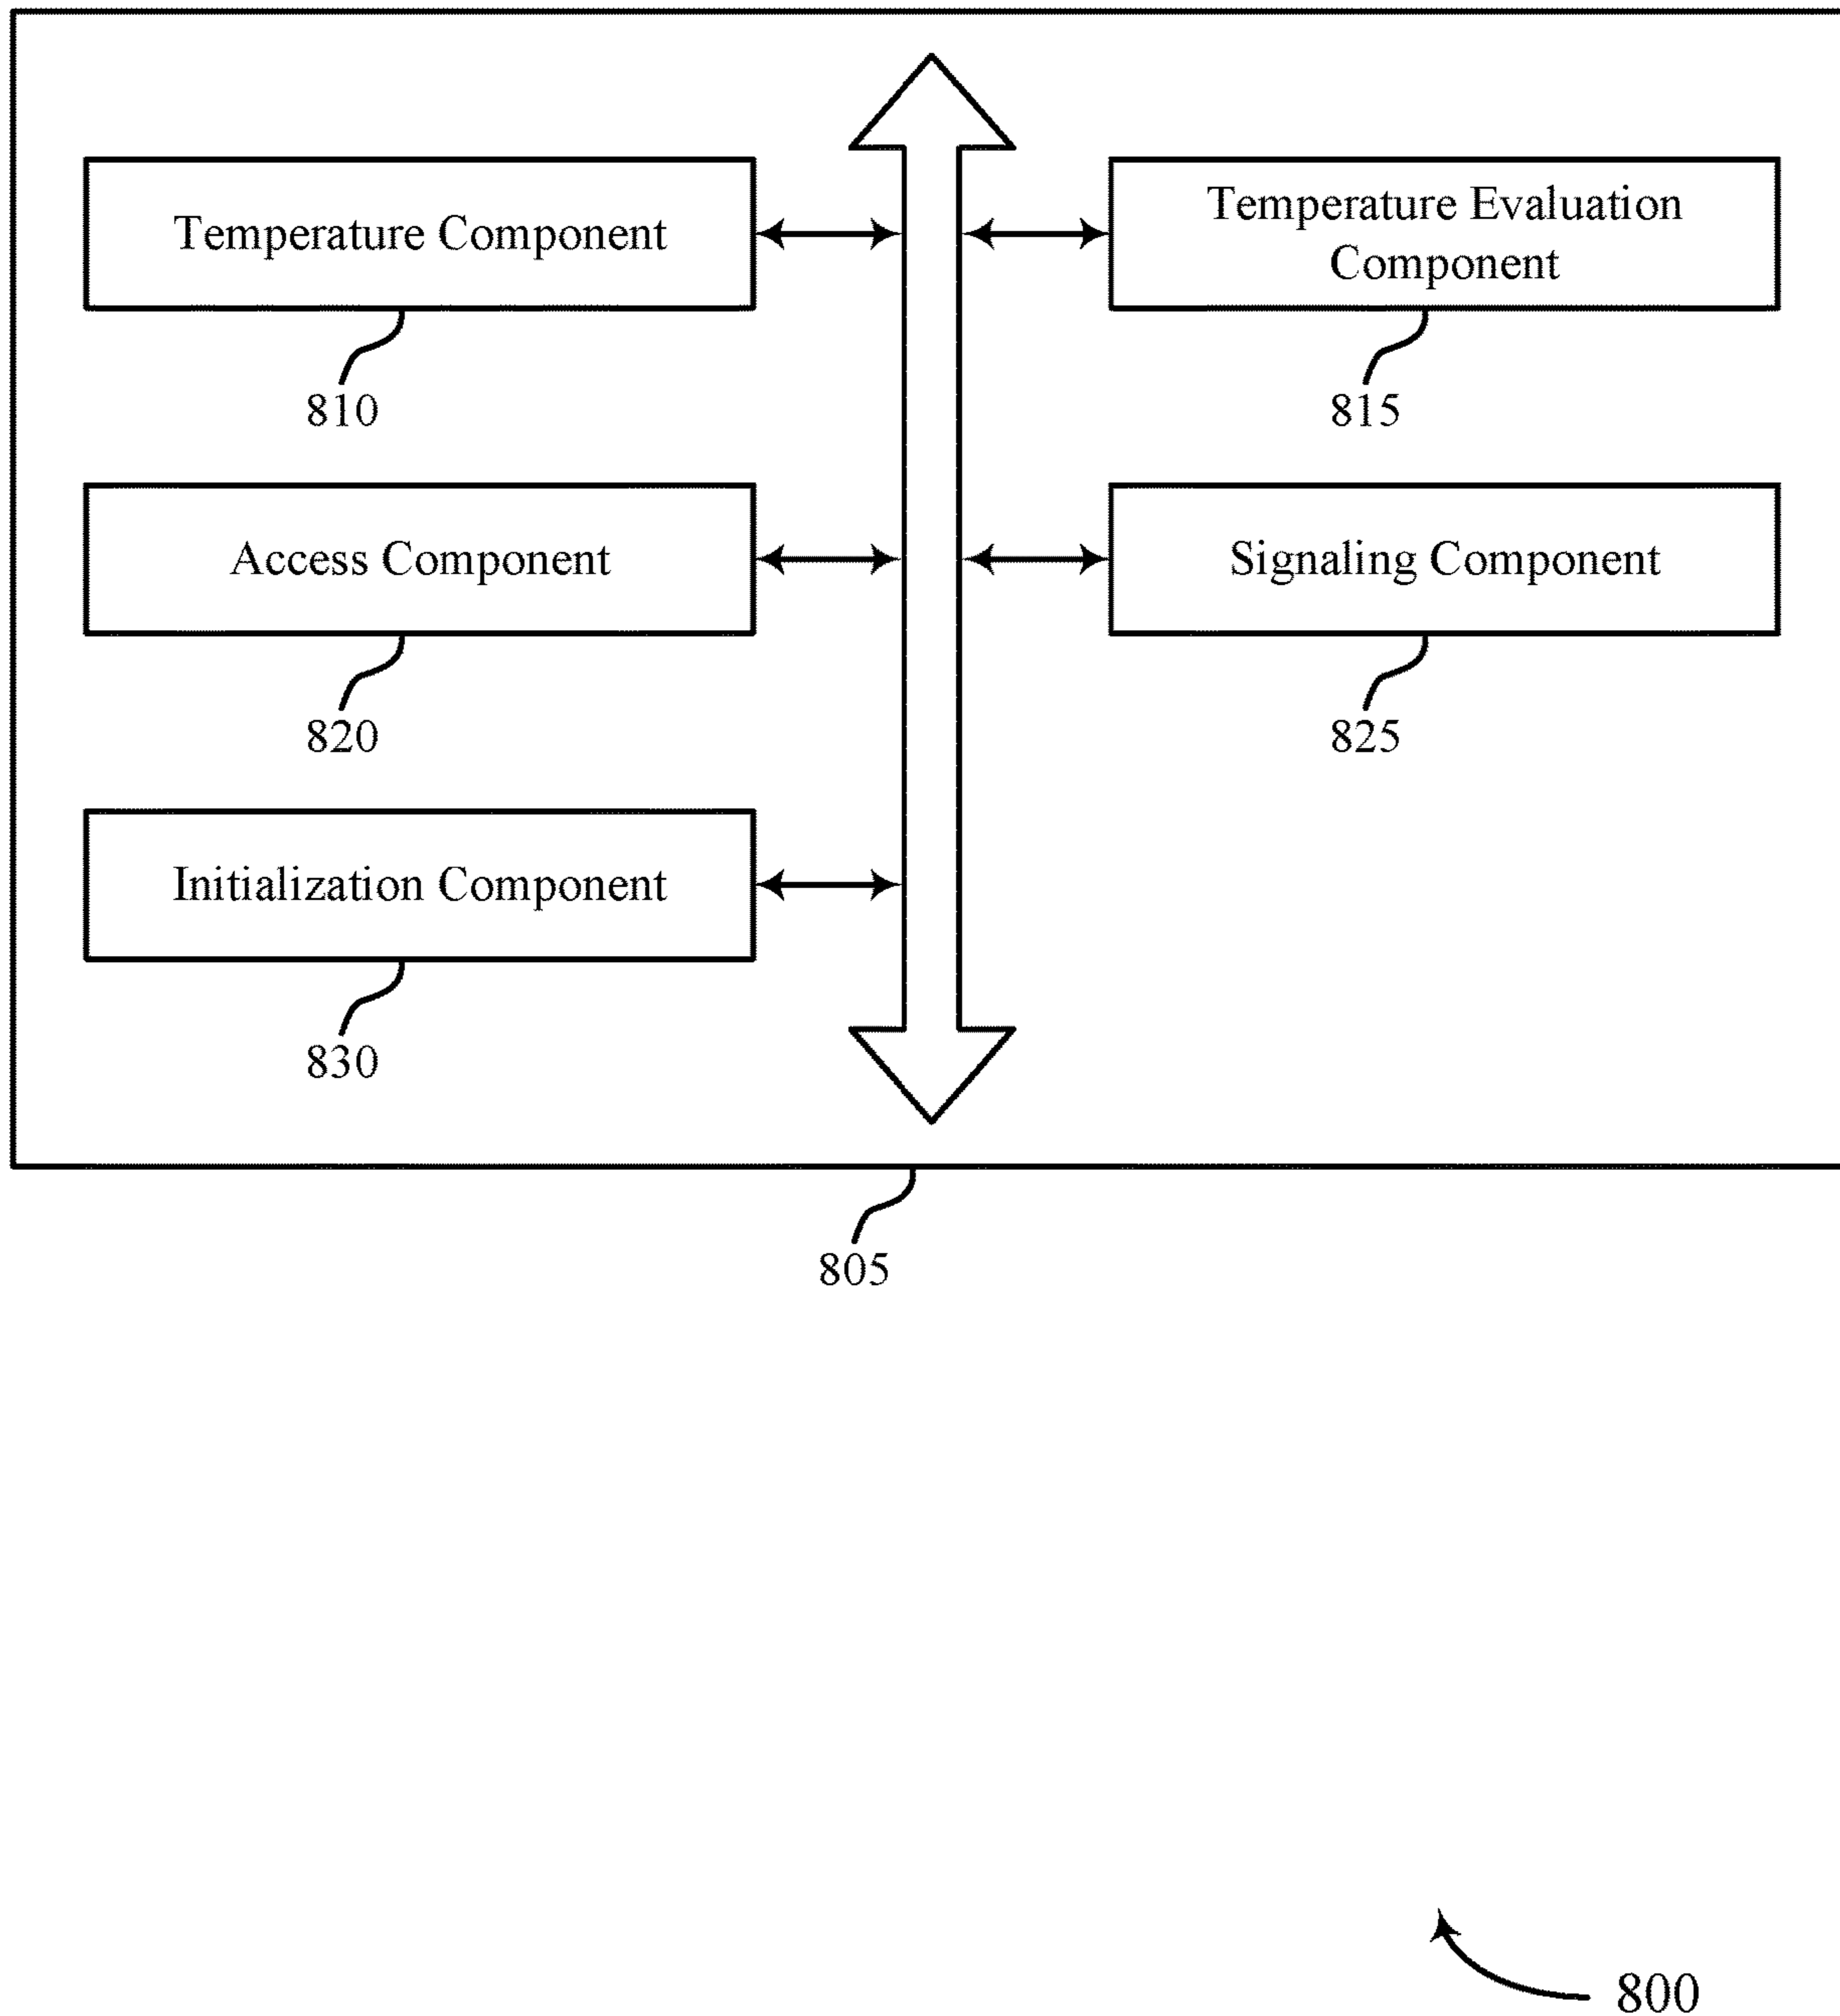 Temperature Component
810
Temperature Evaluation
Component
815
Access Component
820
Signaling Component
825
Initialization Component
830
805
800